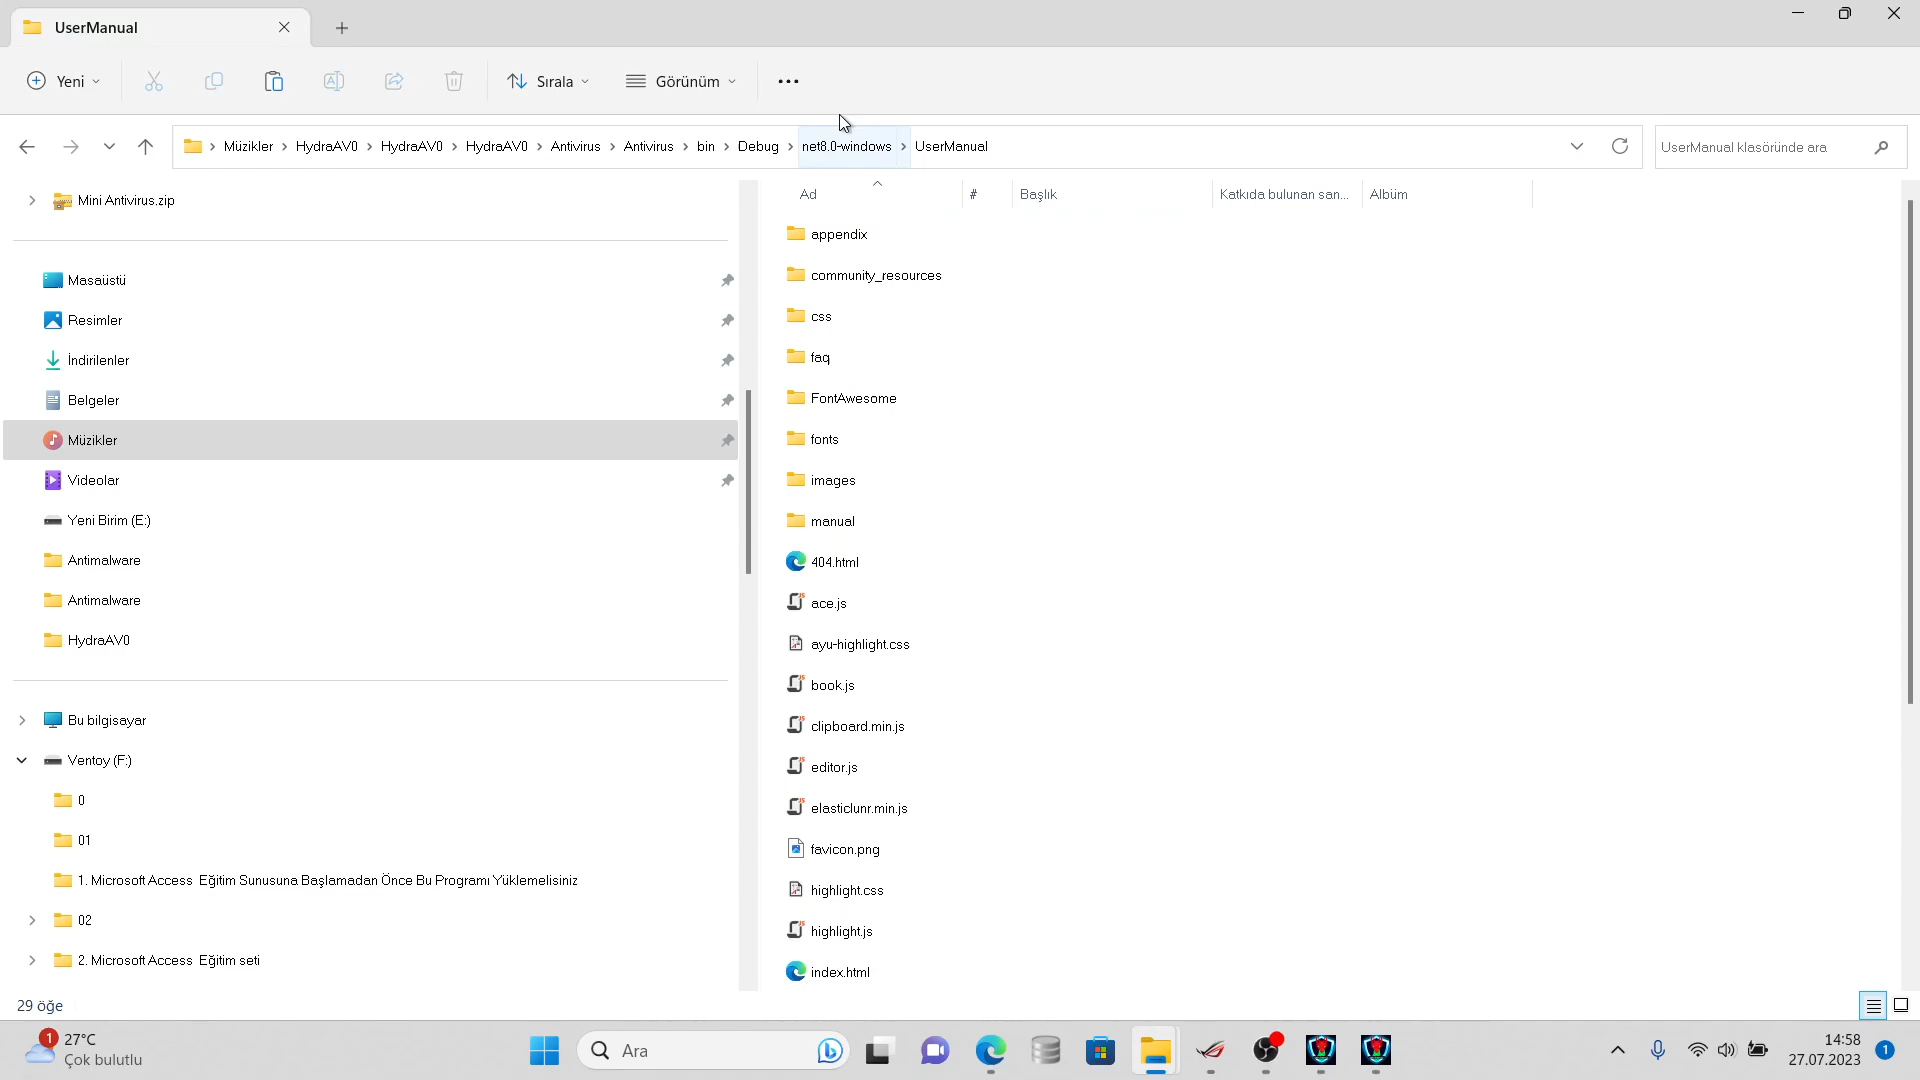 UserManual
Yeni
Sırala
Görünüm
Müzikler
HydraAV0
HydraAV0
HydraAV0
Antivirus
Antivirus
bin
Debug
net8.0-windows
UserManual
UserManual klasöründe ara
Mini Antivirus.zip
Masaüstü
Resimler
İndirilenler
Belgeler
Müzikler
Videolar
Yeni Birim (E:)
Antimalware
Antimalware
HydraAV0
Bu bilgisayar
Ventoy (F:)
0
01
1. Microsoft Access Eğitim Sunusuna Başlamadan Önce Bu Programı Yüklemelisiniz
02
2. Microsoft Access Eğitim seti
Ad
#
Başlık
Katkıda bulunan san...
Albüm
appendix
community_resources
css
faq
FontAwesome
fonts
images
manual
404.html
ace.js
ayu-highlight.css
book.js
clipboard.min.js
editor.js
elasticlunr.min.js
favicon.png
highlight.css
highlight.js
index.html
29 öğe
1
27°C
Çok bulutlu
Ara
14:58
27.07.2023
1